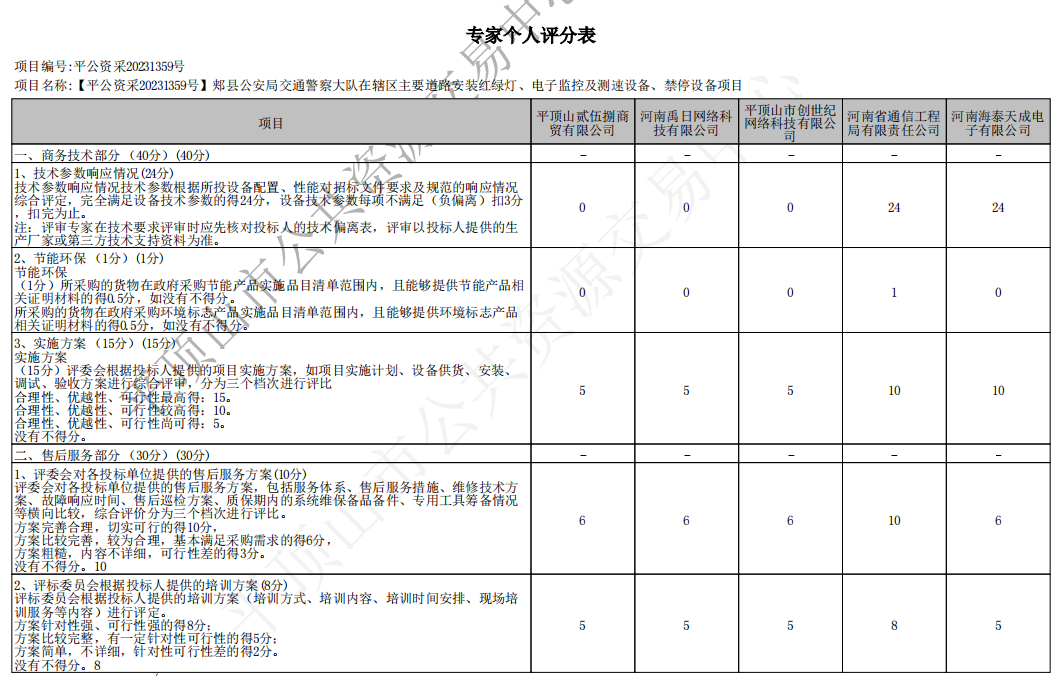 专家个人评分表
项目编号:平公资采20231359号
项目名称:【平公资采20231359号】郏县公安局交通警察大队在辖区主要道路安装红绿灯、电子监控及测速设备、禁停设备项目
项目
平顶山贰伍捌商
贸有限公司
河南禹日网络科
技有限公司
平顶山市创世纪
网络科技有限公
司
河南省通信工程
局有限责任公司
河南海泰天成电
子有限公司
一、商务技术部分（40分）(40分)
–
–
–
–
–
1、技术参数响应情况(24分)
技术参数响应情况技术参数根据所投设备配置、性能对招标文件要求及规范的响应情况
综合评定，完全满足设备技术参数的得24分，设备技术参数每项不满足（负偏离）扣3分
，扣完为止。
注：评审专家在技术要求评审时应先核对投标人的技术偏离表，评审以投标人提供的生
产厂家或第三方技术支持资料为准。
0
0
0
24
24
2、节能环保（1分）(1分)
节能环保
（1分）所采购的货物在政府采购节能产品实施品目清单范围内，且能够提供节能产品相
关证明材料的得0.5分，如没有不得分。
所采购的货物在政府采购环境标志产品实施品目清单范围内，且能够提供环境标志产品
相关证明材料的得0.5分，如没有不得分。
0
0
0
1
0
3、实施方案（15分）(15分)
实施方案
（15分）评委会根据投标人提供的项目实施方案，如项目实施计划、设备供货、安装、
调试、验收方案进行综合评审，分为三个档次进行评比
合理性、优越性、可行性最高得：15。
合理性、优越性、可行性较高得：10。
合理性、优越性、可行性尚可得：5。
没有不得分。
5
5
5
10
10
二、售后服务部分（30分）(30分)
–
–
–
–
–
1、评委会对各投标单位提供的售后服务方案(10分)
评委会对各投标单位提供的售后服务方案，包括服务体系、售后服务措施、维修技术方
案、故障响应时间、售后巡检方案、质保期内的系统维保备品备件、专用工具筹备情况
等横向比较，综合评价分为三个档次进行评比。
方案完善合理，切实可行的得10分，
方案比较完善，较为合理，基本满足采购需求的得6分，
方案粗糙，内容不详细，可行性差的得3分。
没有不得分。10
6
6
6
10
6
2、评标委员会根据投标人提供的培训方案(8分)
评标委员会根据投标人提供的培训方案（培训方式、培训内容、培训时间安排、现场培
训服务等内容）进行评定。
方案针对性强、可行性强的得8分；
方案比较完整，有一定针对性可行性的得5分；
方案简单，不详细，针对性可行性差的得2分。
没有不得分。8
5
5
5
8
5
平顶山市公共资源交易中心
平顶山市公共资源交易中心